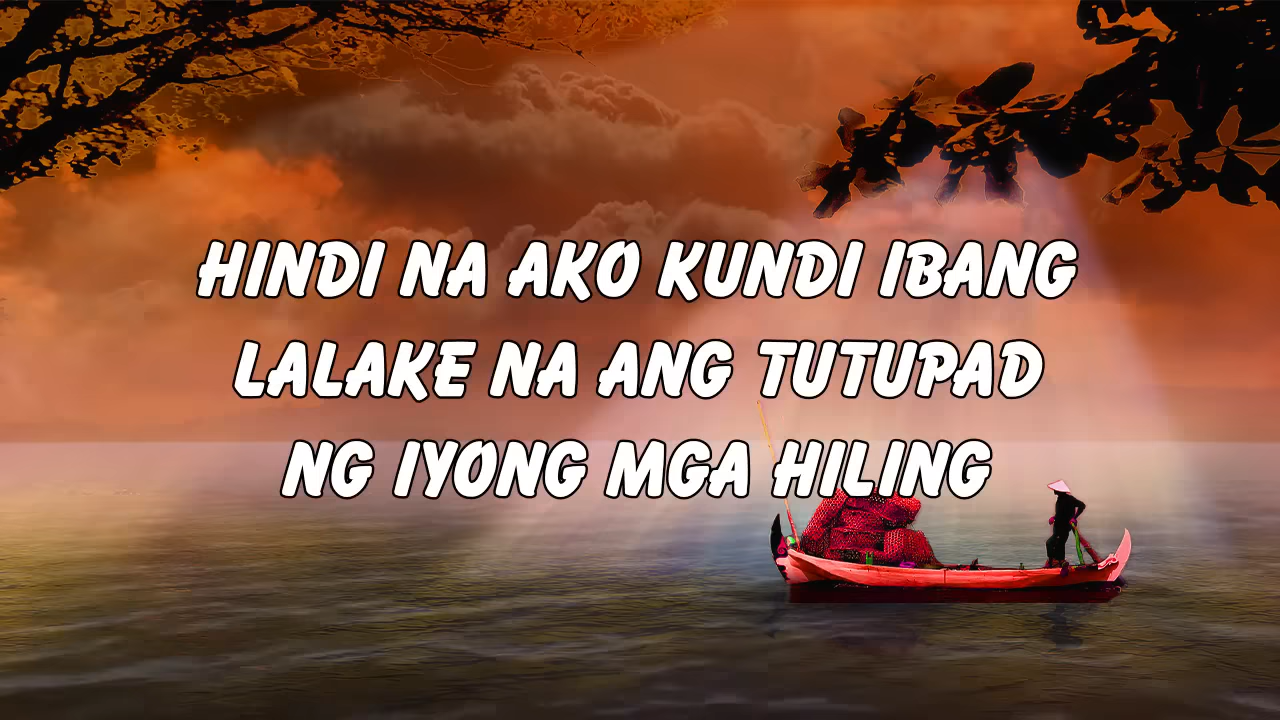 HINDI NA AKO KUNDI IBANG
LALAKE NA ANG TUTUPAD
NG IYONG MGA HILING